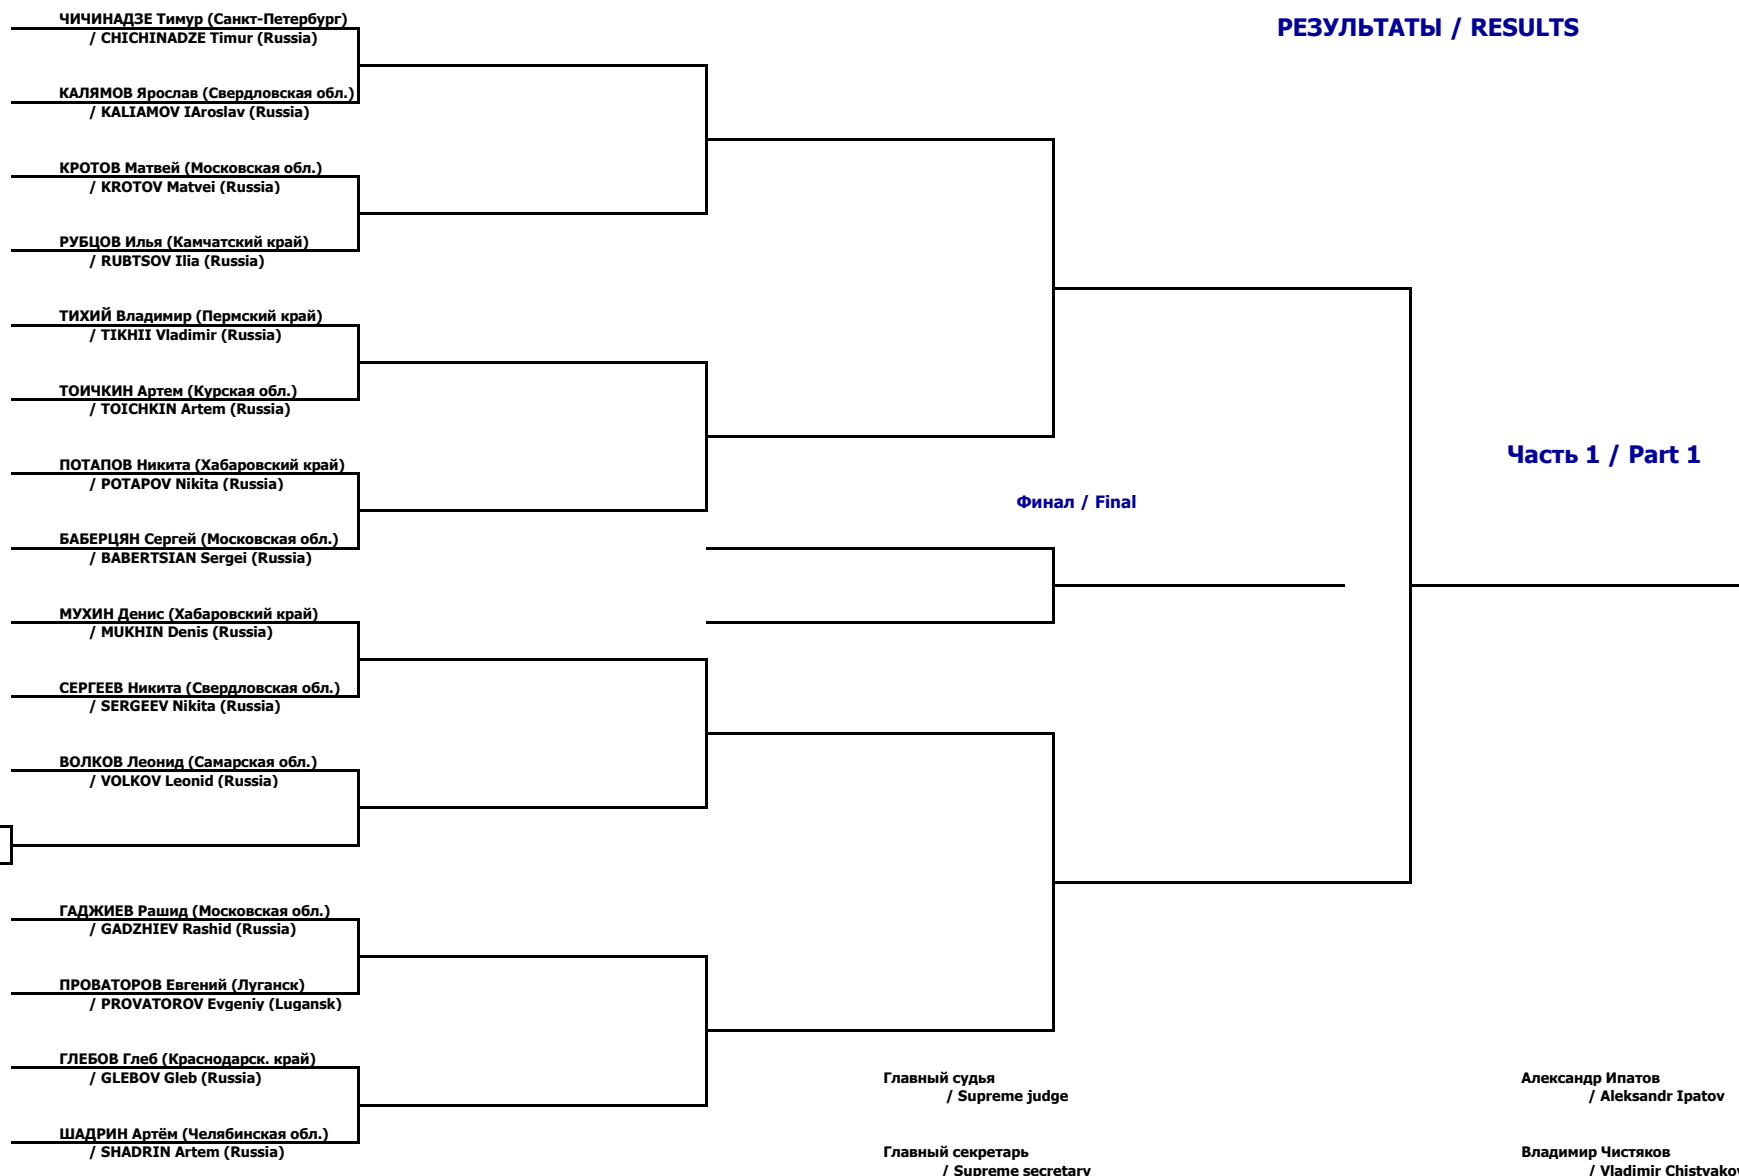 ЧИЧИНАДЗЕ Тимур (Санкт-Петербург)
/ CHICHINADZE Timur (Russia)
РЕЗУЛЬТАТЫ / RESULTS
КАЛЯМОВ Ярослав (Свердловская обл.)
/ KALIAMOV IAroslav (Russia)
КРОТОВ Матвей (Московская обл.)
/ KROTOV Matvei (Russia)
РУБЦОВ Илья (Камчатский край)
/ RUBTSOV Ilia (Russia)
ТИХИЙ Владимир (Пермский край)
/ TIKHII Vladimir (Russia)
ТОИЧКИН Артем (Курская обл.)
/ TOICHKIN Artem (Russia)
Часть 1 / Part 1
ПОТАПОВ Никита (Хабаровский край)
/ POTAPOV Nikita (Russia)
Финал / Final
БАБЕРЦЯН Сергей (Московская обл.)
/ BABERTSIAN Sergei (Russia)
МУХИН Денис (Хабаровский край)
/ MUKHIN Denis (Russia)
СЕРГЕЕВ Никита (Свердловская обл.)
/ SERGEEV Nikita (Russia)
ВОЛКОВ Леонид (Самарская обл.)
/ VOLKOV Leonid (Russia)
ГАДЖИЕВ Рашид (Московская обл.)
/ GADZHIEV Rashid (Russia)
ПРОВАТОРОВ Евгений (Луганск)
/ PROVATOROV Evgeniy (Lugansk)
ГЛЕБОВ Глеб (Краснодарск. край)
/ GLEBOV Gleb (Russia)
Главный судья
/ Supreme judge
Александр Ипатов
/ Aleksandr Ipatov
ШАДРИН Артём (Челябинская обл.)
/ SHADRIN Artem (Russia)
Главный секретарь
/ Supreme secretary
Владимир Чистяков
/ Vladimir Chistyakov